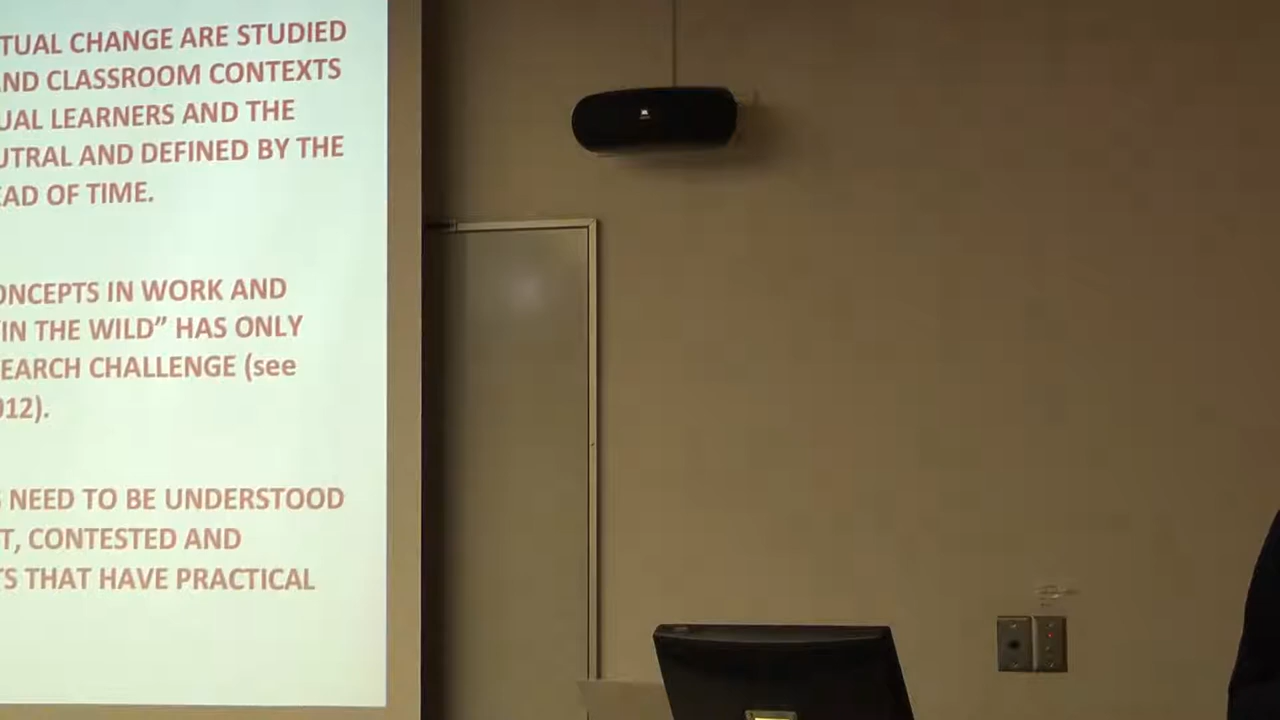 TUAL CHANGE ARE STUDIED
ND CLASSROOM CONTEXTS
UAL LEARNERS AND THE
UTRAL AND DEFINED BY THE
EAD OF TIME.
ONCEPTS IN WORK AND
IN THE WILD” HAS ONLY
EARCH CHALLENGE (see
012).
NEED TO BE UNDERSTOOD
T, CONTESTED AND
TS THAT HAVE PRACTICAL